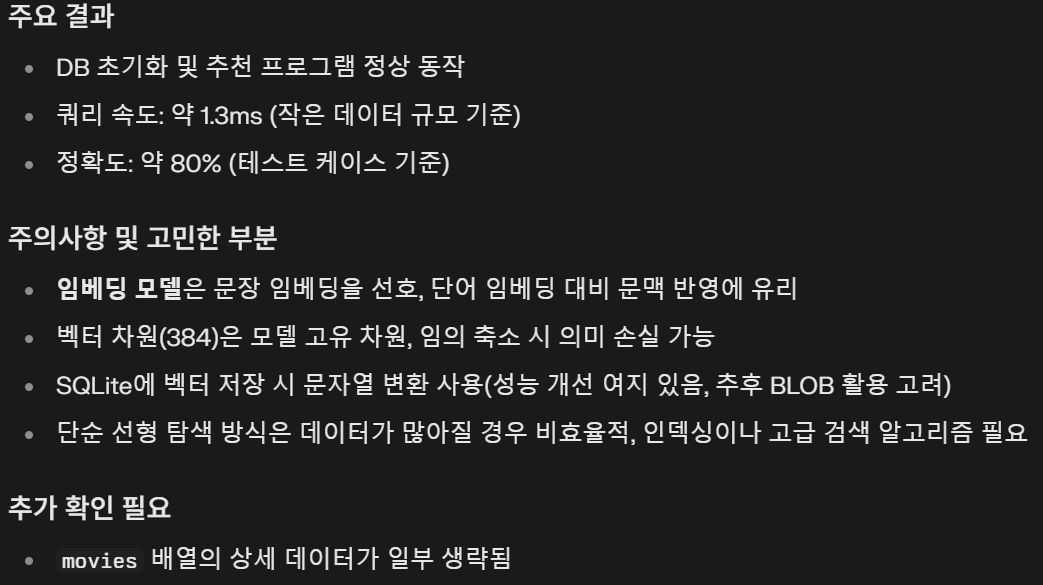 주요 결과
DB 초기화 및 추천 프로그램 정상 동작
쿼리 속도: 약 1.3ms (작은 데이터 규모 기준)
정확도: 약 80% (테스트 케이스 기준)
주의사항 및 고민한 부분
임베딩 모델은 문장 임베딩을 선호, 단어 임베딩 대비 문맥 반영에 유리
벡터 차원(384)은 모델 고유 차원, 임의 축소 시 의미 손실 가능
SQLite에 벡터 저장 시 문자열 변환 사용(성능 개선 여지 있음, 추후 BLOB 활용 고려)
단순 선형 탐색 방식은 데이터가 많아질 경우 비효율적, 인덱싱이나 고급 검색 알고리즘 필요
추가 확인 필요
movies 배열의 상세 데이터가 일부 생략됨